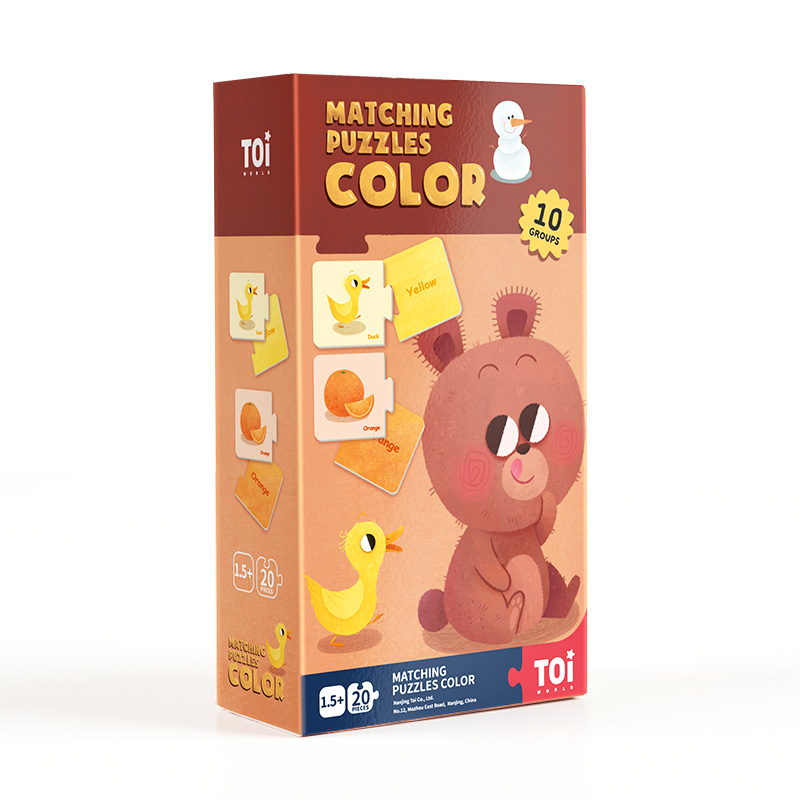 TOi
WORLD
MATCHING
PUZZLES
COLOR
10
GROUPS
Yellow
Duck
Orange
Orange
1.5+
20
PIECES
MATCHING
PUZZLES
COLOR
1.5+
20
PIECES
MATCHING
PUZZLES COLOR
Nanjing Toi Co., Ltd.
No.12, Mozhou East Road, Nanjing, China
TOi
WORLD